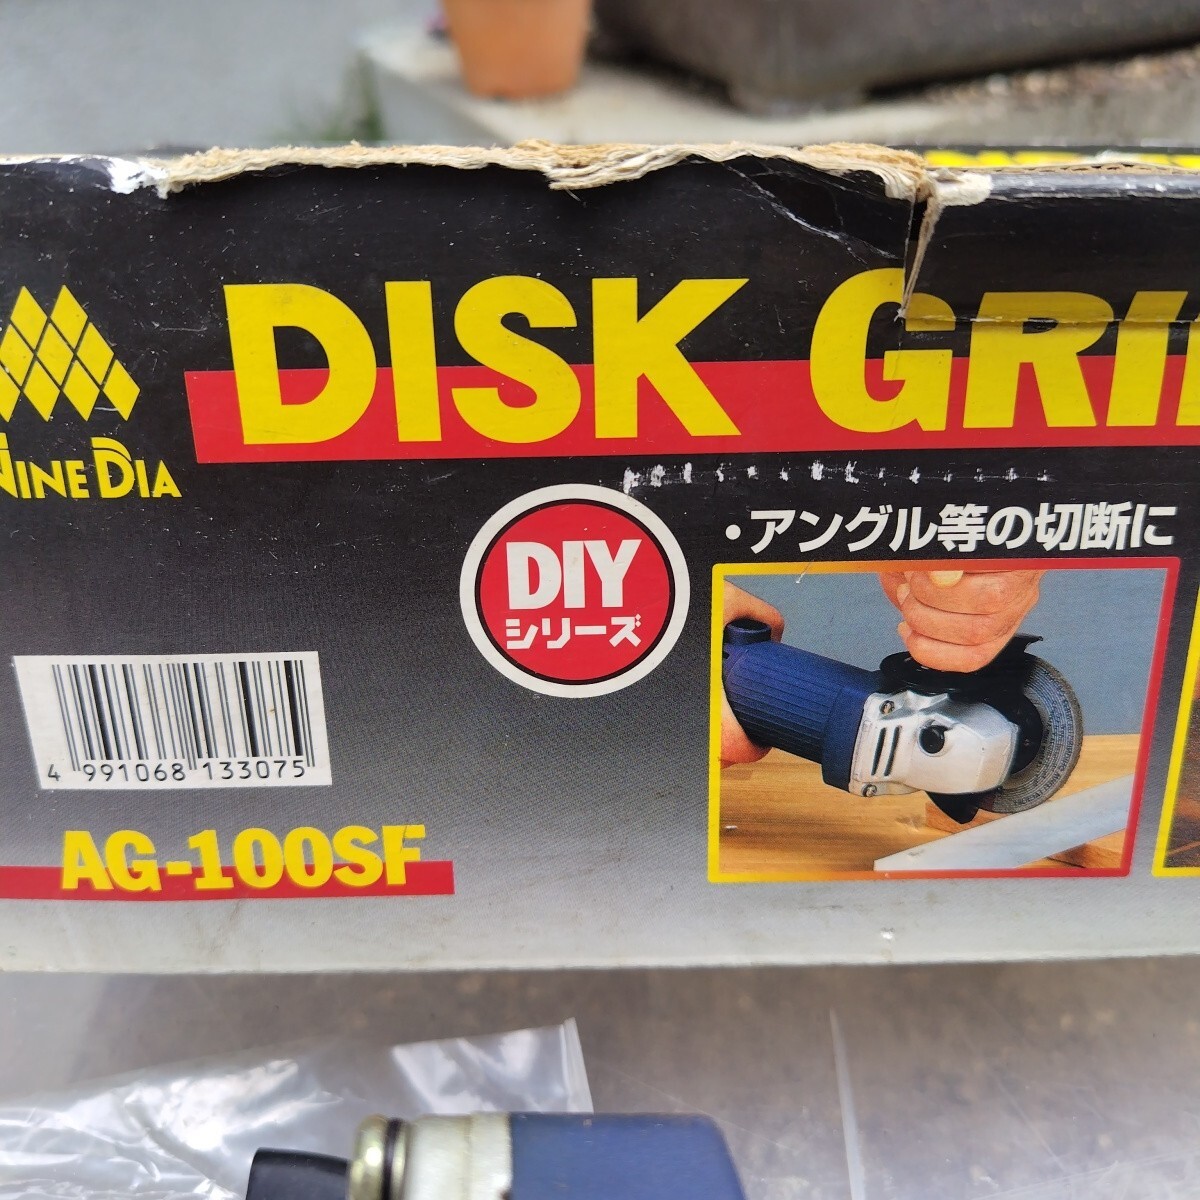 DISK GRI
NINE DIA
DIY
シリーズ
・アングル等の切断に
4 991068 133075
AG-100SF